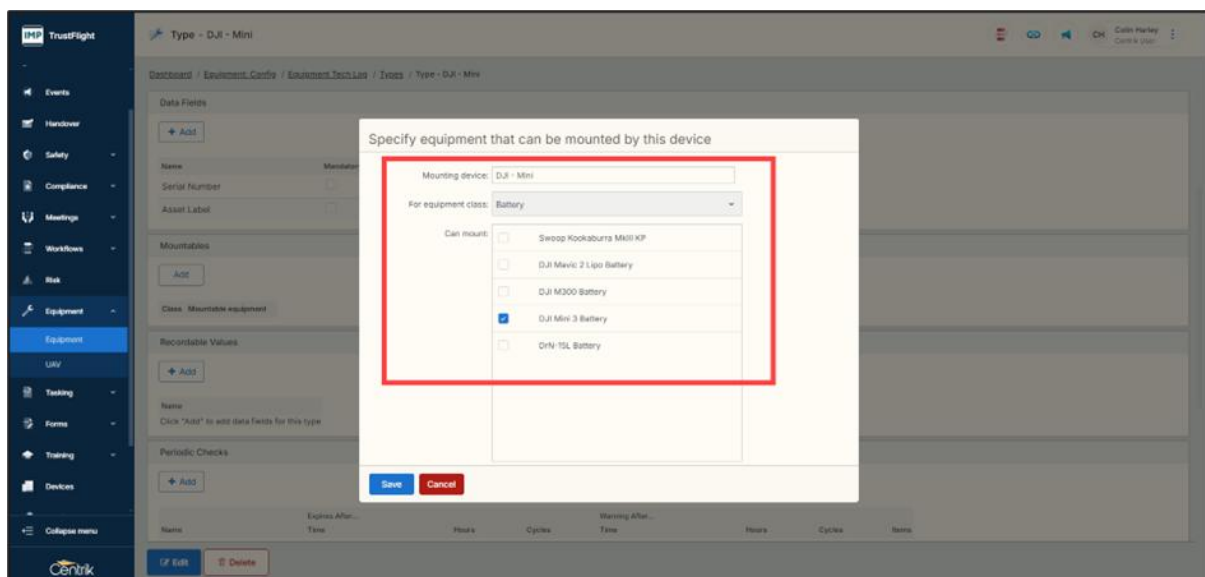 IMP TrustFlight
Type - DJI - Mini
CH Colin Harley
Centrik User
Dashboard / Equipment: Config / Equipment Tech Log / Types / Type - DJI - Mini
Events
Handover
Safety
Compliance
Meetings
Workflows
Risk
Equipment
Equipment
UAV
Tasking
Forms
Training
Devices
Collapse menu
Centrik
Data Fields
+ Add
Name Mandatory
Serial Number
Asset Label
Mountables
Add
Class Mountable equipment
Recordable Values
+ Add
Name
Click "Add" to add data fields for this type
Periodic Checks
+ Add
Expires After... Warning After...
Name Time Hours Cycles Time Hours Cycles Items
Edit Delete
Specify equipment that can be mounted by this device
Mounting device: DJI - Mini
For equipment class: Battery
Can mount: Swoop Kookaburra MkIII KP
DJI Mavic 2 Lipo Battery
DJI M300 Battery
DJI Mini 3 Battery
DrN-15L Battery
Save Cancel